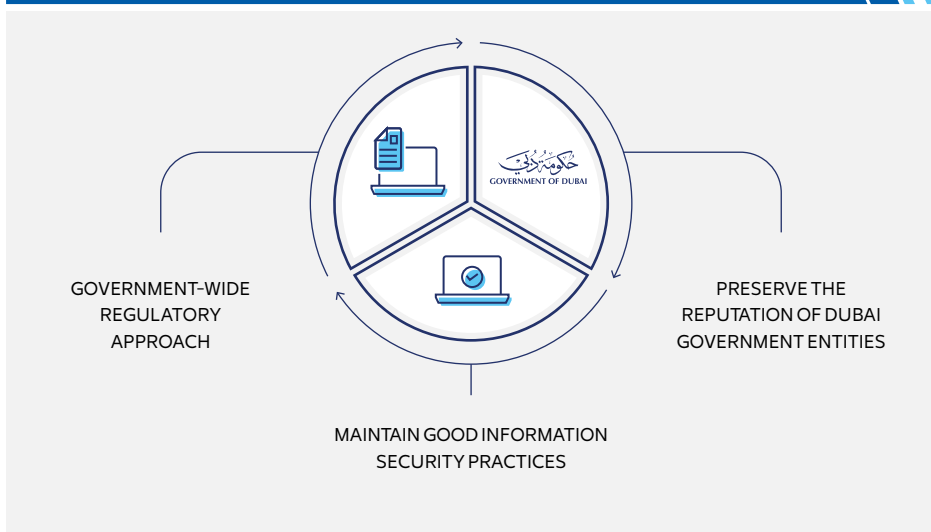 حكومة دبي
GOVERNMENT OF DUBAI
GOVERNMENT-WIDE
REGULATORY
APPROACH
PRESERVE THE
REPUTATION OF DUBAI
GOVERNMENT ENTITIES
MAINTAIN GOOD INFORMATION
SECURITY PRACTICES